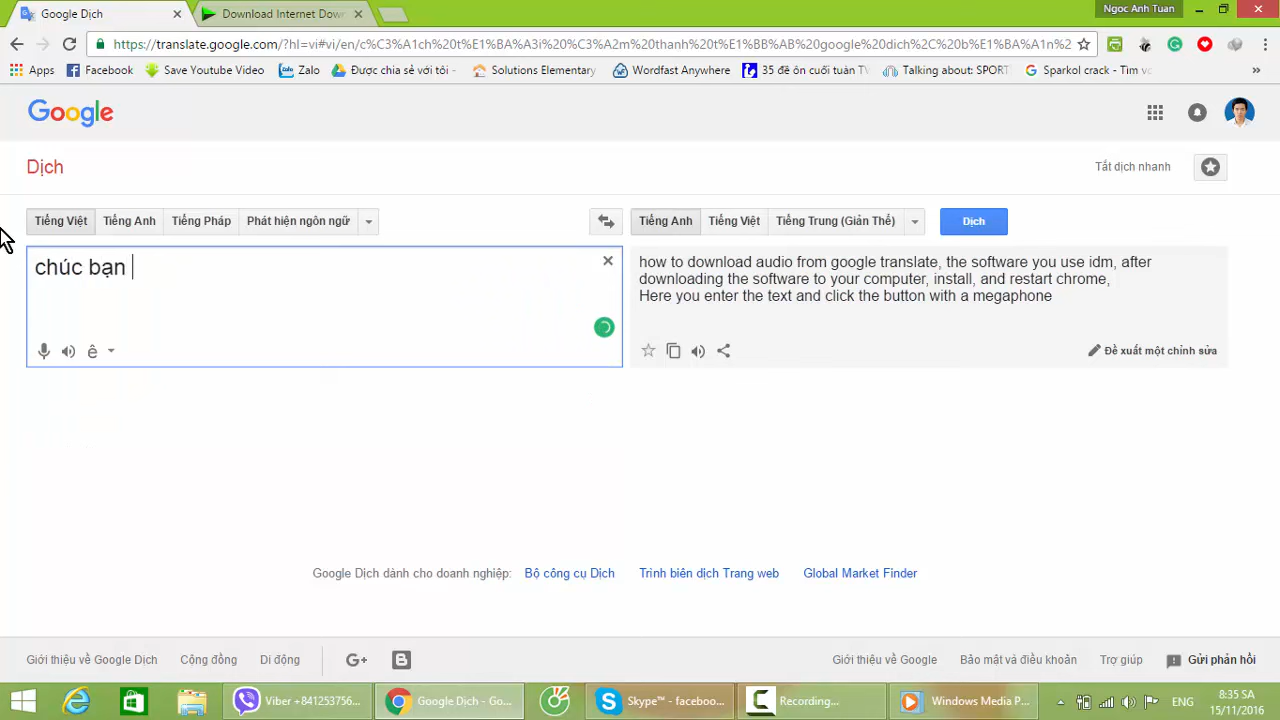 Google Dịch
Download Internet Dow
Ngoc Anh Tuan
https://translate.google.com/?hl=vi#vi/en/c%C3%A1ch%20t%E1%BA%A3i%20%C3%A2m%20thanh%20t%E1%BB%AB%20google%20dich%2C%20b%E1%BA%A1n%2
Apps
Facebook
Save Youtube Video
Zalo
Được chia sẻ với tôi -
Solutions Elementary
Wordfast Anywhere
35 đề ôn cuối tuần TV
Talking about: SPORT
Sparkol crack - Tìm v
Google
Dịch
Tắt dịch nhanh
Tiếng Việt
Tiếng Anh
Tiếng Pháp
Phát hiện ngôn ngữ
Tiếng Anh
Tiếng Việt
Tiếng Trung (Giản Thể)
Dịch
chúc bạn
how to download audio from google translate, the software you use idm, after
downloading the software to your computer, install, and restart chrome,
Here you enter the text and click the button with a megaphone
ê
Đề xuất một chỉnh sửa
Google Dịch dành cho doanh nghiệp:
Bộ công cụ Dịch
Trình biên dịch Trang web
Global Market Finder
Giới thiệu về Google Dịch
Cộng đồng
Di động
G+
Giới thiệu về Google
Bảo mật và điều khoản
Trợ giúp
Gửi phản hồi
Viber +841253756...
Google Dịch - Go...
Skype™ - faceboo...
Recording...
Windows Media P...
ENG
8:35 SA
15/11/2016